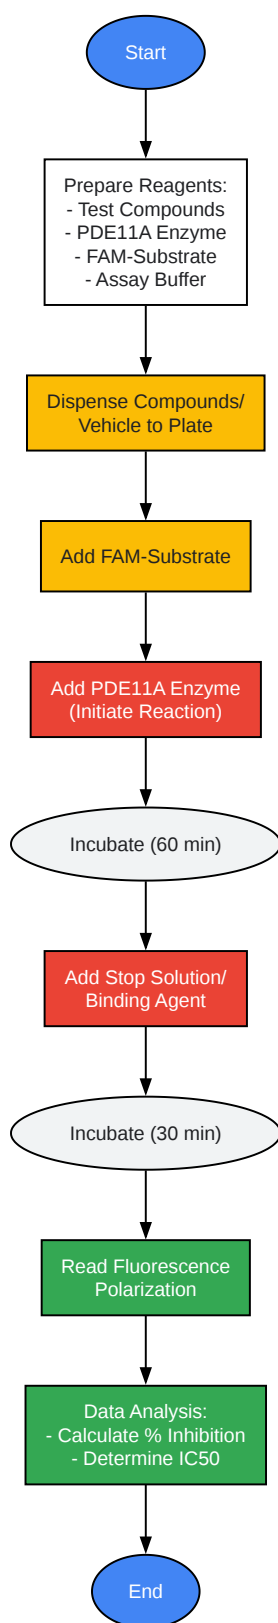 Start
Prepare Reagents:
- Test Compounds
- PDE11A Enzyme
- FAM-Substrate
- Assay Buffer
Dispense Compounds/
Vehicle to Plate
Add FAM-Substrate
Add PDE11A Enzyme
(Initiate Reaction)
Incubate (60 min)
Add Stop Solution/
Binding Agent
Incubate (30 min)
Read Fluorescence
Polarization
Data Analysis:
- Calculate % Inhibition
- Determine IC50
End